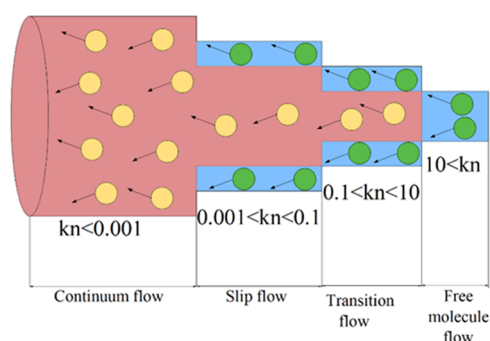 kn<0.001
0.001<kn<0.1
0.1<kn<10
10<kn
Continuum flow
Slip flow
Transition
flow
Free
molecule
flow